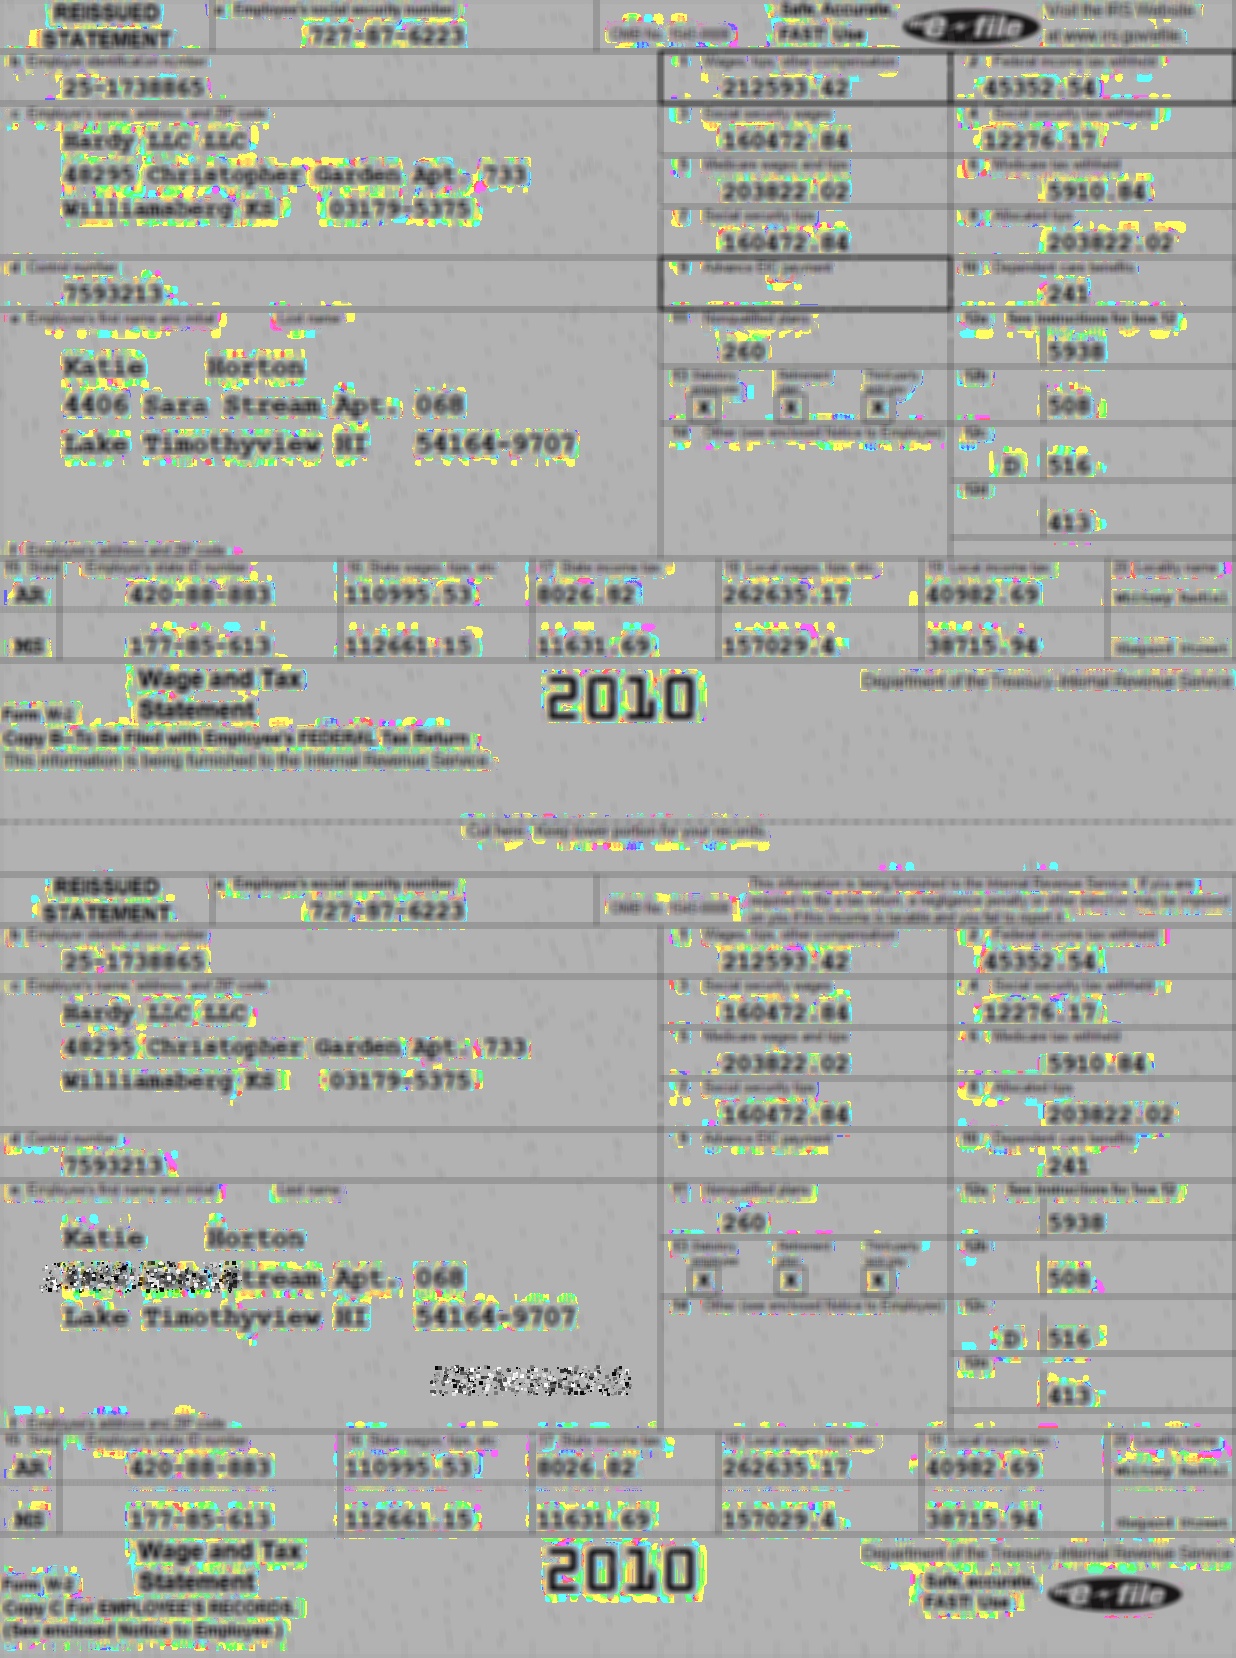 REISSUED STATEMENT
a Employee's social security number
727-87-6223
OMB No. 1545-0008
Safe, Accurate, FAST! Use
e-file
Visit the IRS Website at www.irs.gov/efile.
b Employer identification number
25-1738865
1 Wages, tips, other compensation
212593.42
2 Federal income tax withheld
45352.54
c Employer's name, address, and ZIP code
Hardy LLC LLC
48295 Christopher Garden Apt. 733
Williamsberg KS 03179-5375
3 Social security wages
160472.84
4 Social security tax withheld
12276.17
5 Medicare wages and tips
203822.02
6 Medicare tax withheld
5910.84
7 Social security tips
160472.84
8 Allocated tips
203822.02
d Control number
7593213
9 Advance EIC payment
10 Dependent care benefits
241
e Employee's first name and initial Last name
Katie Horton
4406 Sara Stream Apt. 068
Lake Timothyview HI 54164-9707
11 Nonqualified plans
260
12a See instructions for box 12
5938
13 Statutory employee Retirement plan Third-party sick pay
X X X
12b
508
14 Other (see enclosed Notice to Employee)
12c
D 516
12d
413
f Employee's address and ZIP code
15 State Employer's state ID number 16 State wages, tips, etc. 17 State income tax 18 Local wages, tips, etc. 19 Local income tax 20 Locality name
AR 420-88-883 110995.53 8026.82 262635.17 40982.69
MS 177-85-613 112661.15 11631.69 157029.4 38715.94
Wage and Tax Statement
Form W-2
2010
Department of the Treasury-Internal Revenue Service
Copy B-To Be Filed with Employee's FEDERAL Tax Return.
This information is being furnished to the Internal Revenue Service.
Cut here. Keep lower portion for your records.
REISSUED STATEMENT
a Employee's social security number
727-87-6223
OMB No. 1545-0008
This information is being furnished to the Internal Revenue Service. If you are
required to file a tax return, a negligence penalty or other sanction may be imposed
on you if this income is taxable and you fail to report it.
b Employer identification number
25-1738865
1 Wages, tips, other compensation
212593.42
2 Federal income tax withheld
45352.54
c Employer's name, address, and ZIP code
Hardy LLC LLC
48295 Christopher Garden Apt. 733
Williamsberg KS 03179-5375
3 Social security wages
160472.84
4 Social security tax withheld
12276.17
5 Medicare wages and tips
203822.02
6 Medicare tax withheld
5910.84
7 Social security tips
160472.84
8 Allocated tips
203822.02
d Control number
7593213
9 Advance EIC payment
10 Dependent care benefits
241
e Employee's first name and initial Last name
Katie Horton
Stream Apt. 068
Lake Timothyview HI 54164-9707
11 Nonqualified plans
260
12a See instructions for box 12
5938
13 Statutory employee Retirement plan Third-party sick pay
X X X
12b
508
14 Other (see enclosed Notice to Employee)
12c
D 516
12d
413
f Employee's address and ZIP code
15 State Employer's state ID number 16 State wages, tips, etc. 17 State income tax 18 Local wages, tips, etc. 19 Local income tax 20 Locality name
AR 420-88-883 110995.53 8026.82 262635.17 40982.69
MS 177-85-613 112661.15 11631.69 157029.4 38715.94
Wage and Tax Statement
Form W-2
2010
Department of the Treasury-Internal Revenue Service
Copy C For EMPLOYEE'S RECORDS
(See enclosed Notice to Employee.)
Safe, accurate, FAST! Use
e-file